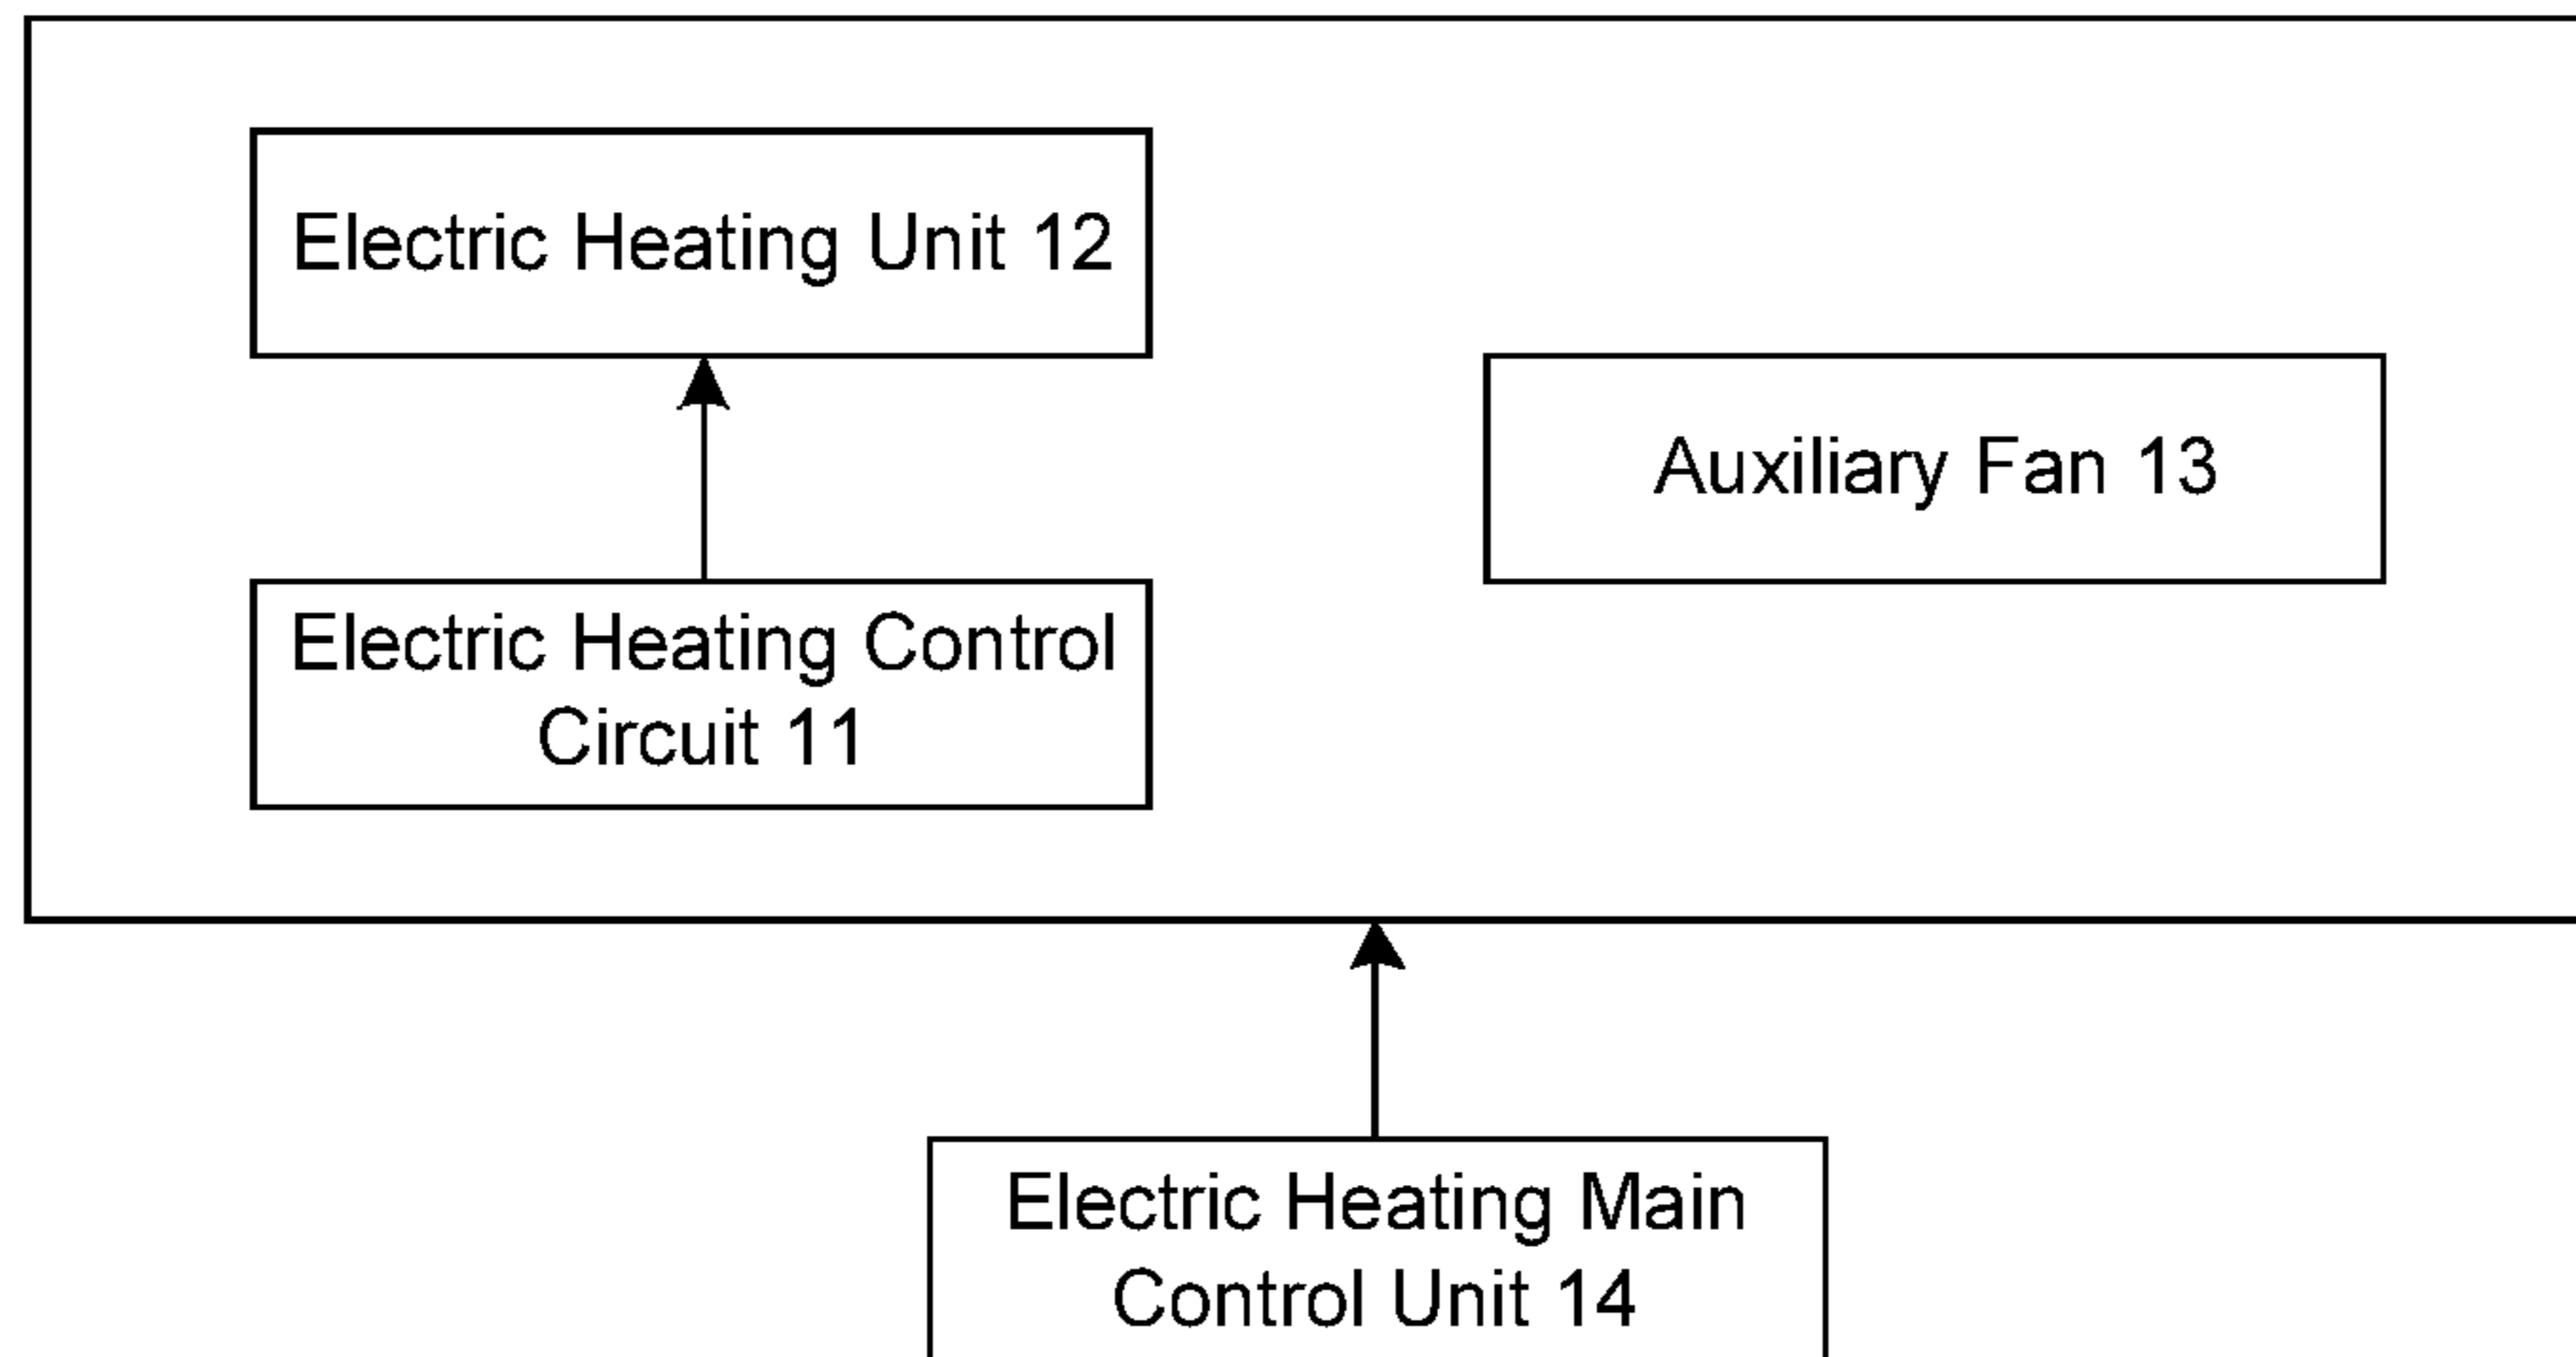 Electric Heating Unit 12
Auxiliary Fan 13
Electric Heating Control
Circuit 11
Electric Heating Main
Control Unit 14